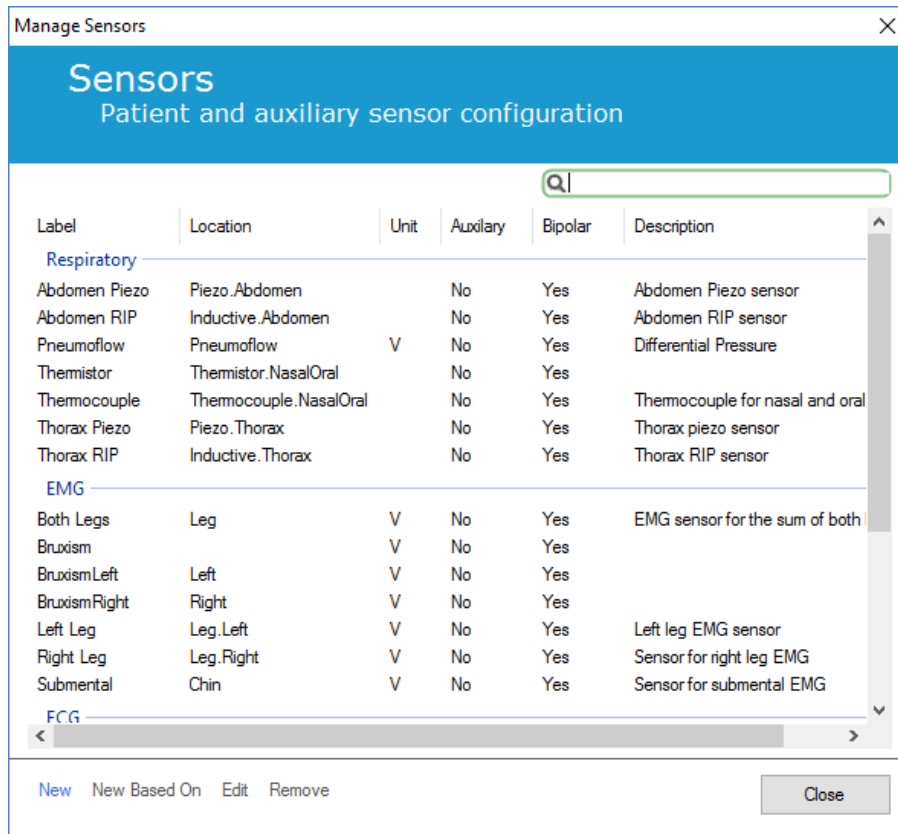 Manage Sensors
Sensors
Patient and auxiliary sensor configuration
Label Location Unit Auxilary Bipolar Description
Respiratory
Abdomen Piezo Piezo.Abdomen No Yes Abdomen Piezo sensor
Abdomen RIP Inductive.Abdomen No Yes Abdomen RIP sensor
Pneumoflow Pneumoflow V No Yes Differential Pressure
Thermistor Thermistor.NasalOral No Yes
Thermocouple Thermocouple.NasalOral No Yes Thermocouple for nasal and oral
Thorax Piezo Piezo.Thorax No Yes Thorax piezo sensor
Thorax RIP Inductive.Thorax No Yes Thorax RIP sensor
EMG
Both Legs Leg V No Yes EMG sensor for the sum of both
Bruxism V No Yes
BruxismLeft Left V No Yes
BruxismRight Right V No Yes
Left Leg Leg.Left V No Yes Left leg EMG sensor
Right Leg Leg.Right V No Yes Sensor for right leg EMG
Submental Chin V No Yes Sensor for submental EMG
ECG
New New Based On Edit Remove Close